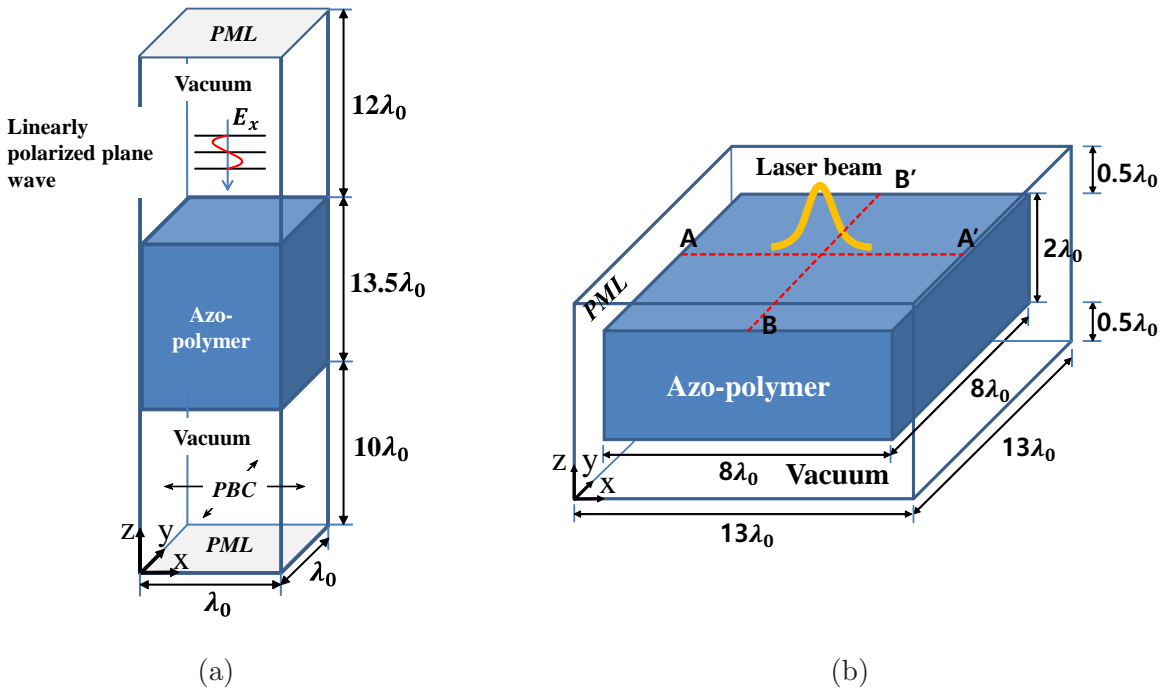 PML
Vacuum
E_x
12λ₀
Linearly
polarized plane
wave
Azo-
polymer
13.5λ₀
Vacuum
10λ₀
PBC
PML
z
y
x
λ₀
λ₀
(a)
Laser beam
B′
A
A′
PML
B
0.5λ₀
2λ₀
0.5λ₀
Azo-polymer
8λ₀
8λ₀
Vacuum
13λ₀
z
y
x
13λ₀
(b)